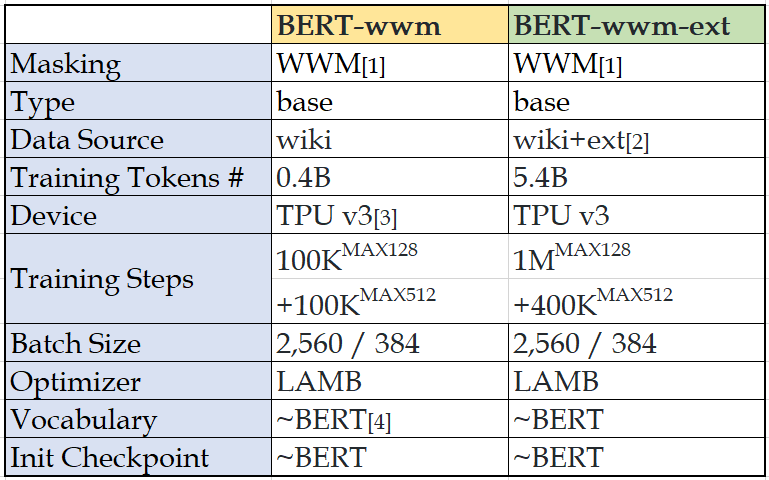 BERT-wwm BERT-wwm-ext
Masking WWM[1] WWM[1]
Type base base
Data Source wiki wiki+ext[2]
Training Tokens # 0.4B 5.4B
Device TPU v3[3] TPU v3
Training Steps 100K^MAX128 1M^MAX128
+100K^MAX512 +400K^MAX512
Batch Size 2,560 / 384 2,560 / 384
Optimizer LAMB LAMB
Vocabulary ~BERT[4] ~BERT
Init Checkpoint ~BERT ~BERT